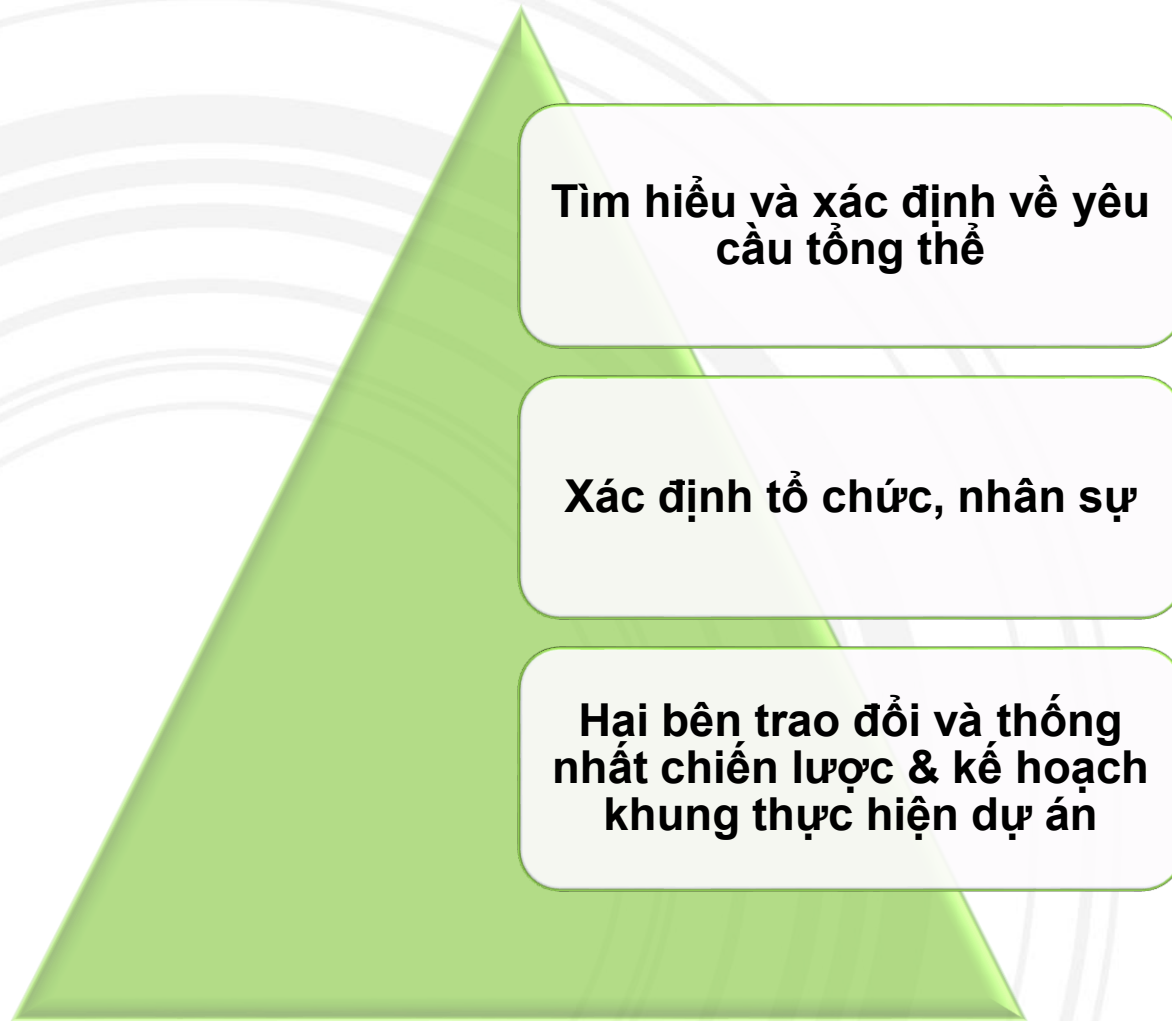 Tìm hiểu và xác định về yêu
cầu tổng thể
Xác định tổ chức, nhân sự
Hai bên trao đổi và thống
nhất chiến lược & kế hoạch
khung thực hiện dự án